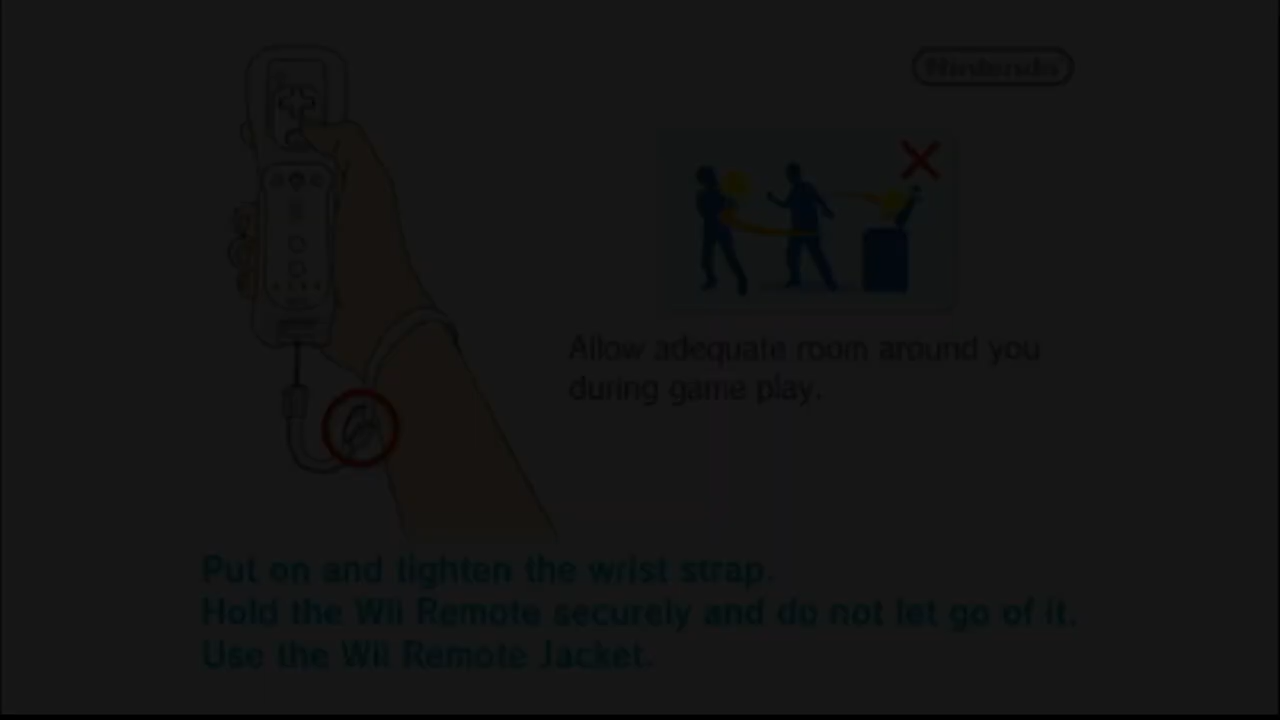 Nintendo
Allow adequate room around you
during game play.
Put on and tighten the wrist strap.
Hold the Wii Remote securely and do not let go of it.
Use the Wii Remote Jacket.